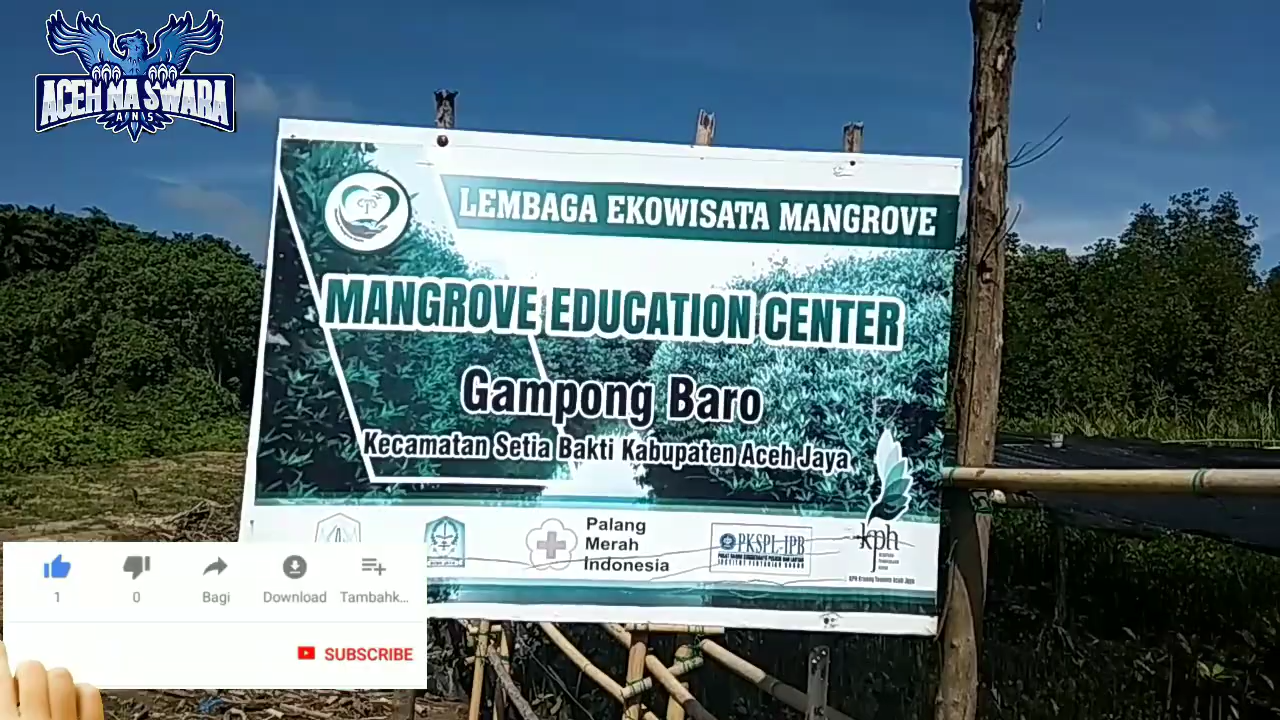 ACEH NA SWARA
ANS
LEMBAGA EKOWISATA MANGROVE
MANGROVE EDUCATION CENTER
Gampong Baro
Kecamatan Setia Bakti Kabupaten Aceh Jaya
Palang
Merah
Indonesia
PKSPL-IPB
kph
1
0
Bagi
Download
Tambahk...
SUBSCRIBE